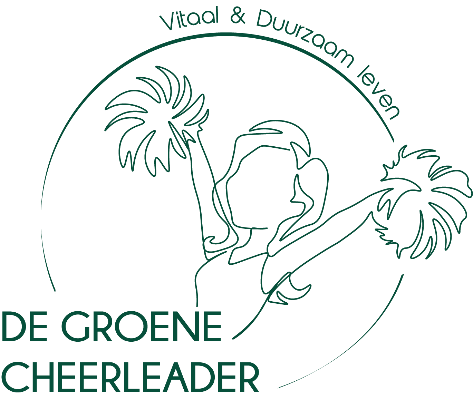 Vitaal & Duurzaam leven
DE GROENE
CHEERLEADER